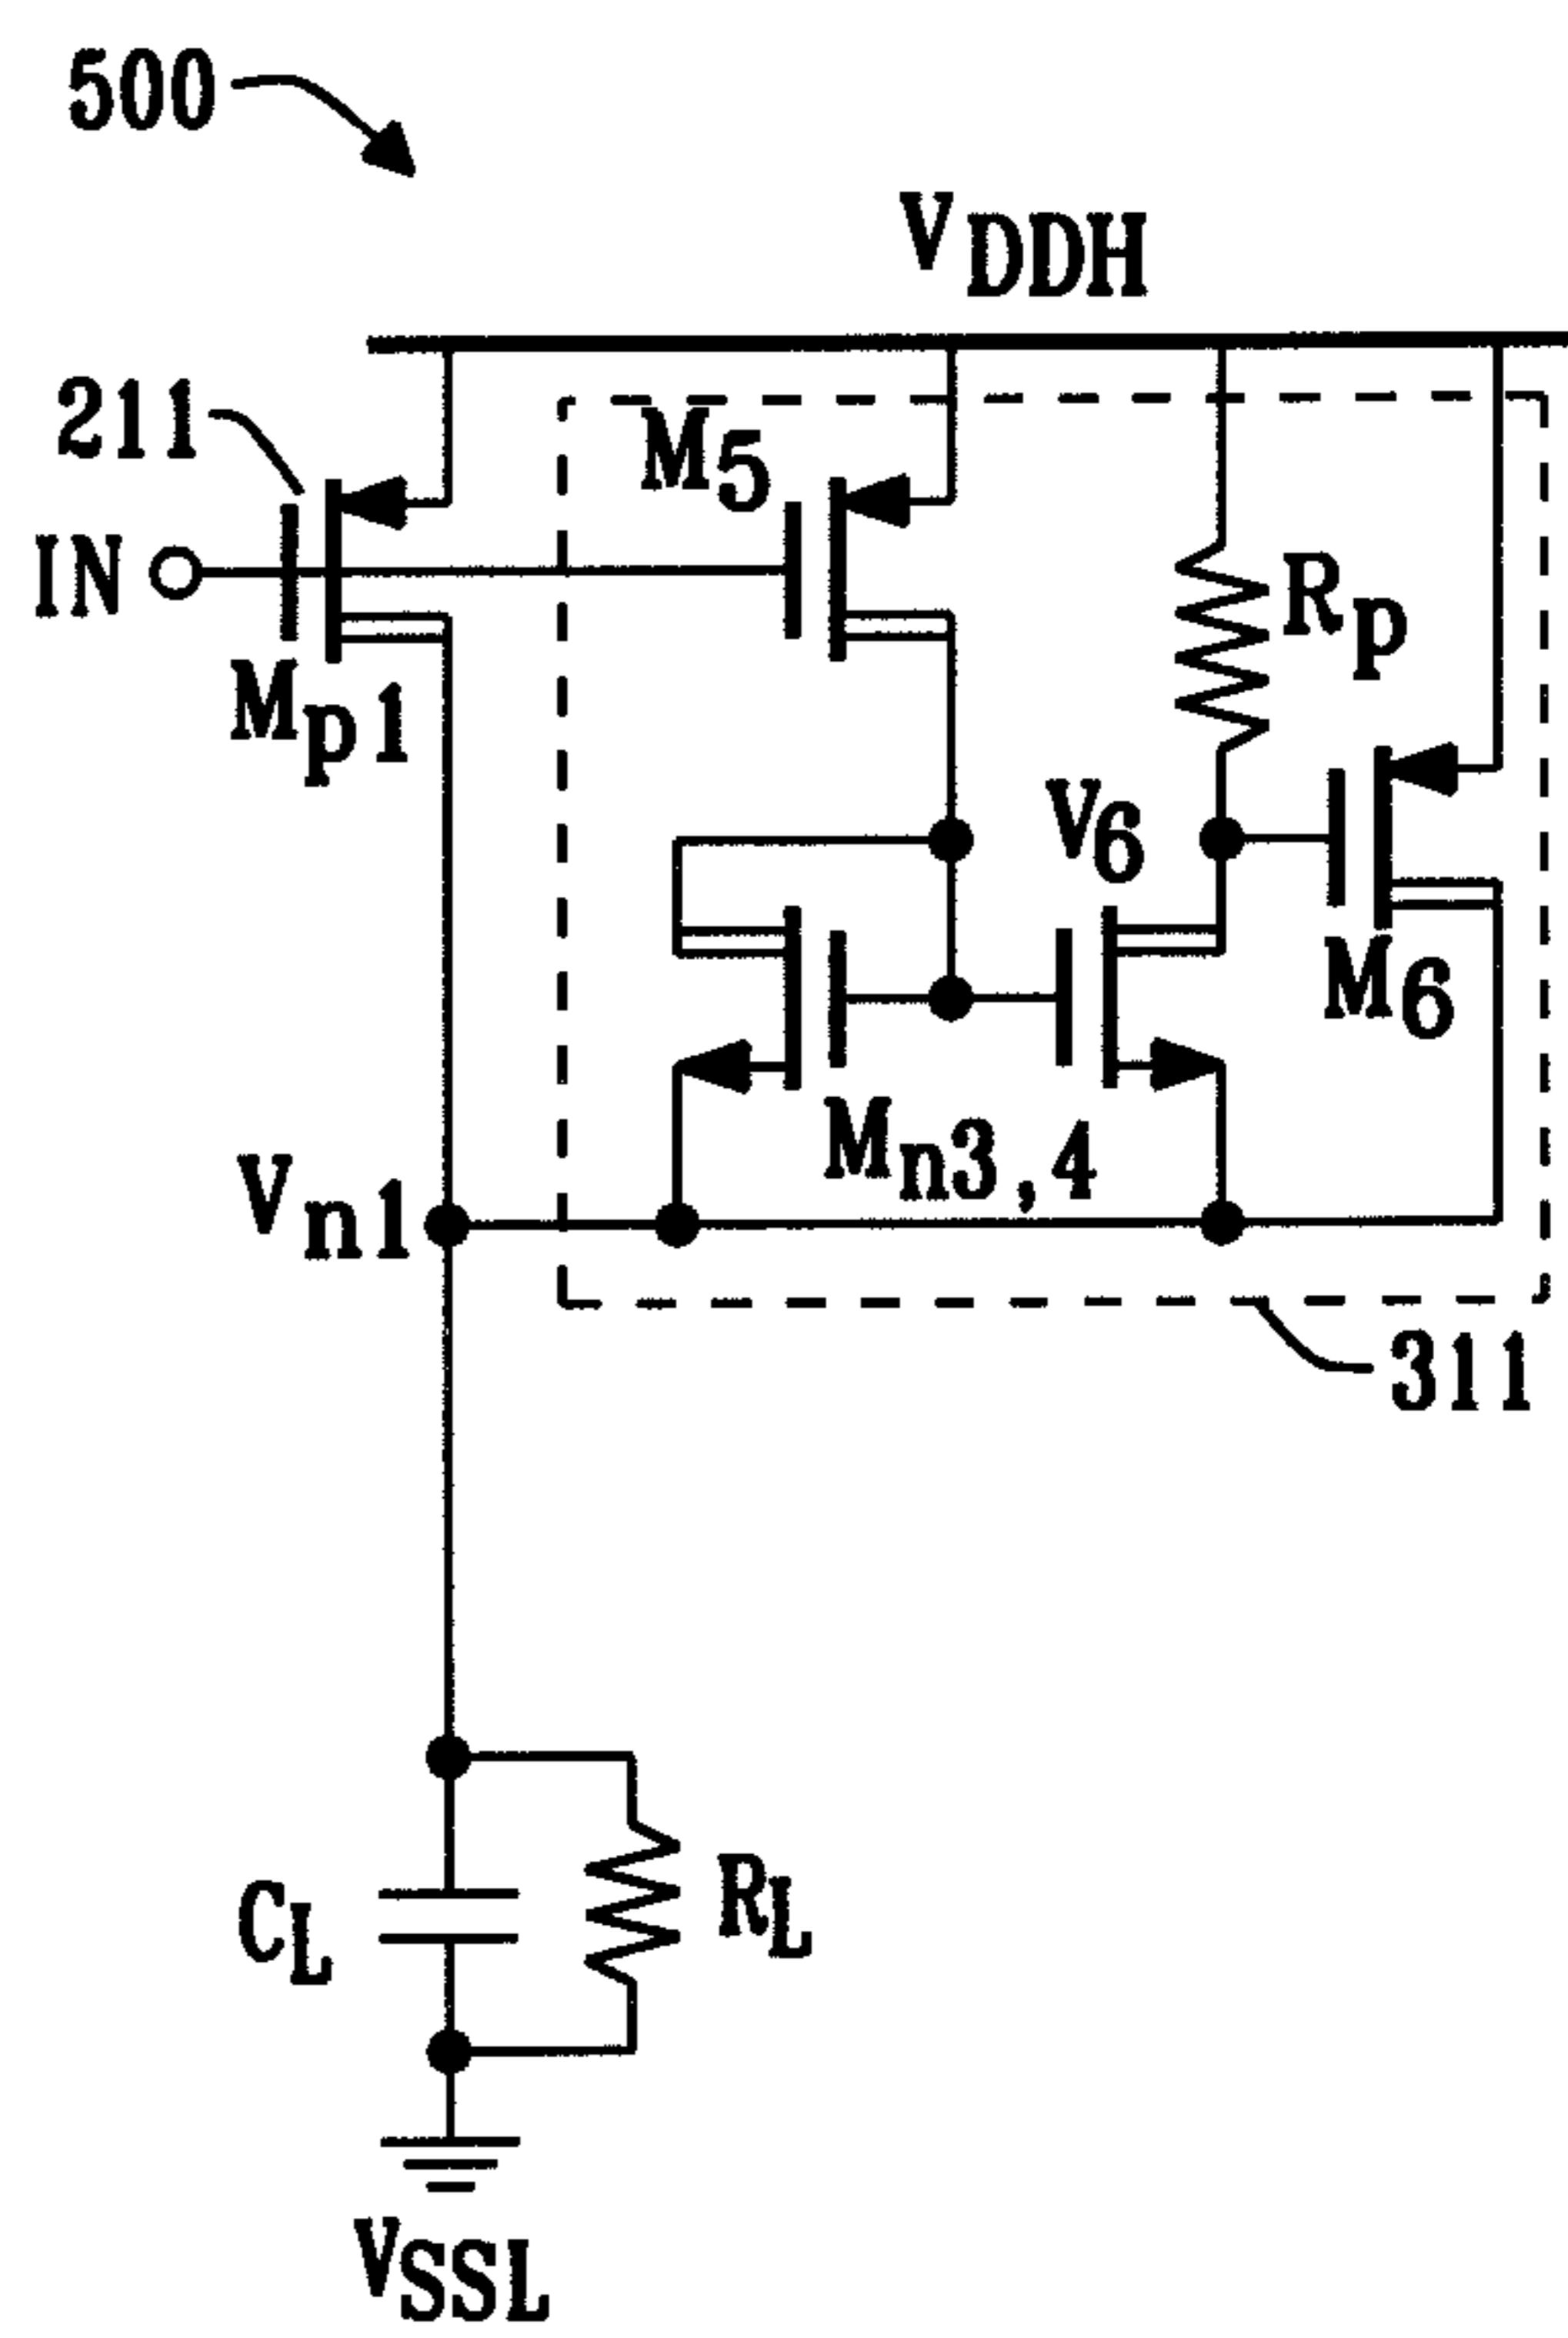 500
VDDH
211
M5
IN
Rp
Mp1
V6
M6
Mn3,4
Vn1
311
CL
RL
VSSL